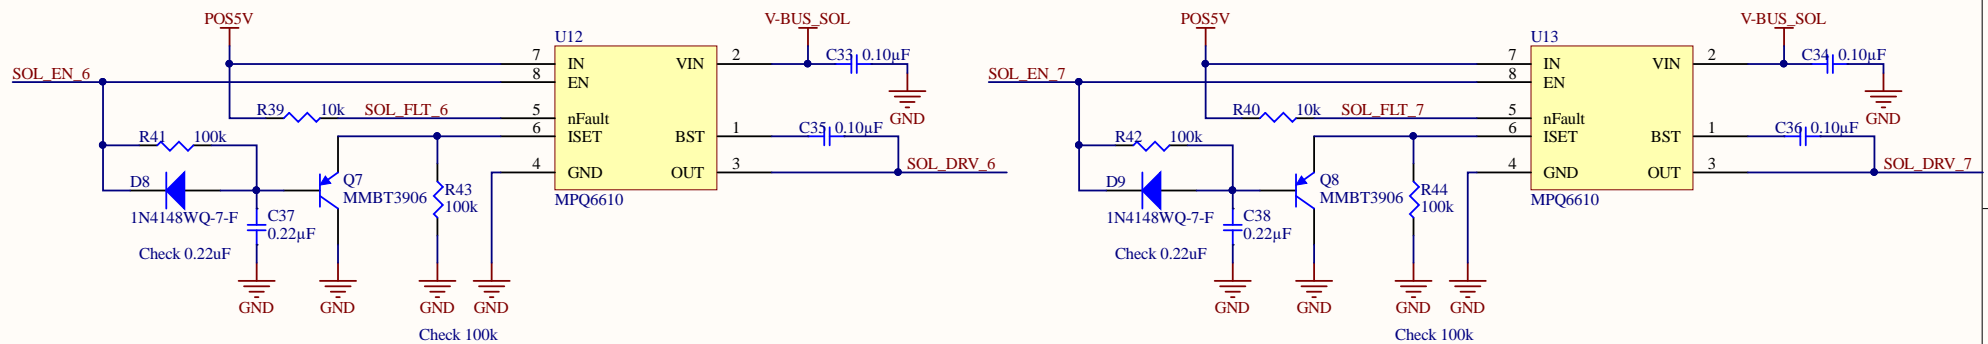 POS5V
V-BUS_SOL
U12
SOL_EN_6
7
IN
VIN
2
C33
0.10µF
8
EN
GND
R39
10k
SOL_FLT_6
5
nFault
6
ISET
BST
1
C35
0.10µF
R41
100k
4
GND
OUT
3
SOL_DRV_6
MPQ6610
D8
1N4148WQ-7-F
Q7
MMBT3906
R43
100k
C37
0.22µF
Check 0.22uF
GND
GND
GND
GND
Check 100k
POS5V
V-BUS_SOL
U13
SOL_EN_7
7
IN
VIN
2
C34
0.10µF
8
EN
GND
R40
10k
SOL_FLT_7
5
nFault
6
ISET
BST
1
C36
0.10µF
R42
100k
4
GND
OUT
3
SOL_DRV_7
MPQ6610
D9
1N4148WQ-7-F
Q8
MMBT3906
R44
100k
C38
0.22µF
Check 0.22uF
GND
GND
GND
GND
Check 100k